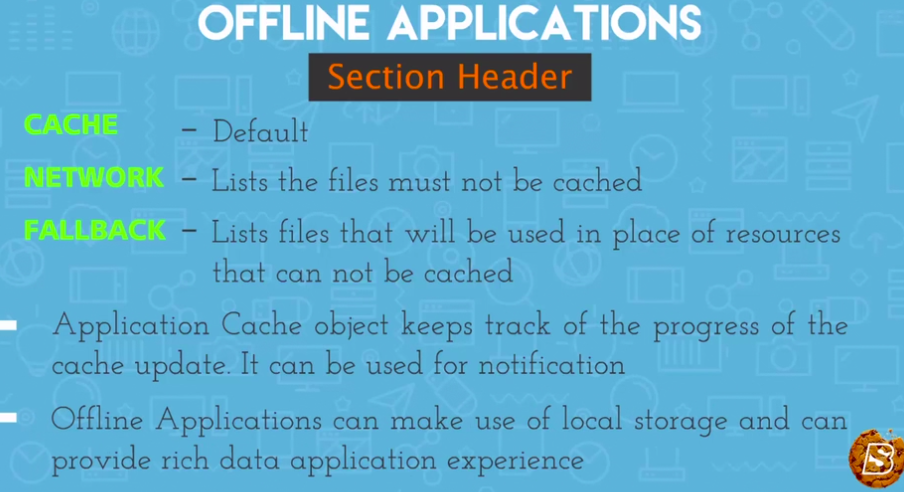 OFFLINE APPLICATIONS
Section Header
CACHE – Default
NETWORK – Lists the files must not be cached
FALLBACK – Lists files that will be used in place of resources
that can not be cached
Application Cache object keeps track of the progress of the
cache update. It can be used for notification
Offline Applications can make use of local storage and can
provide rich data application experience
B